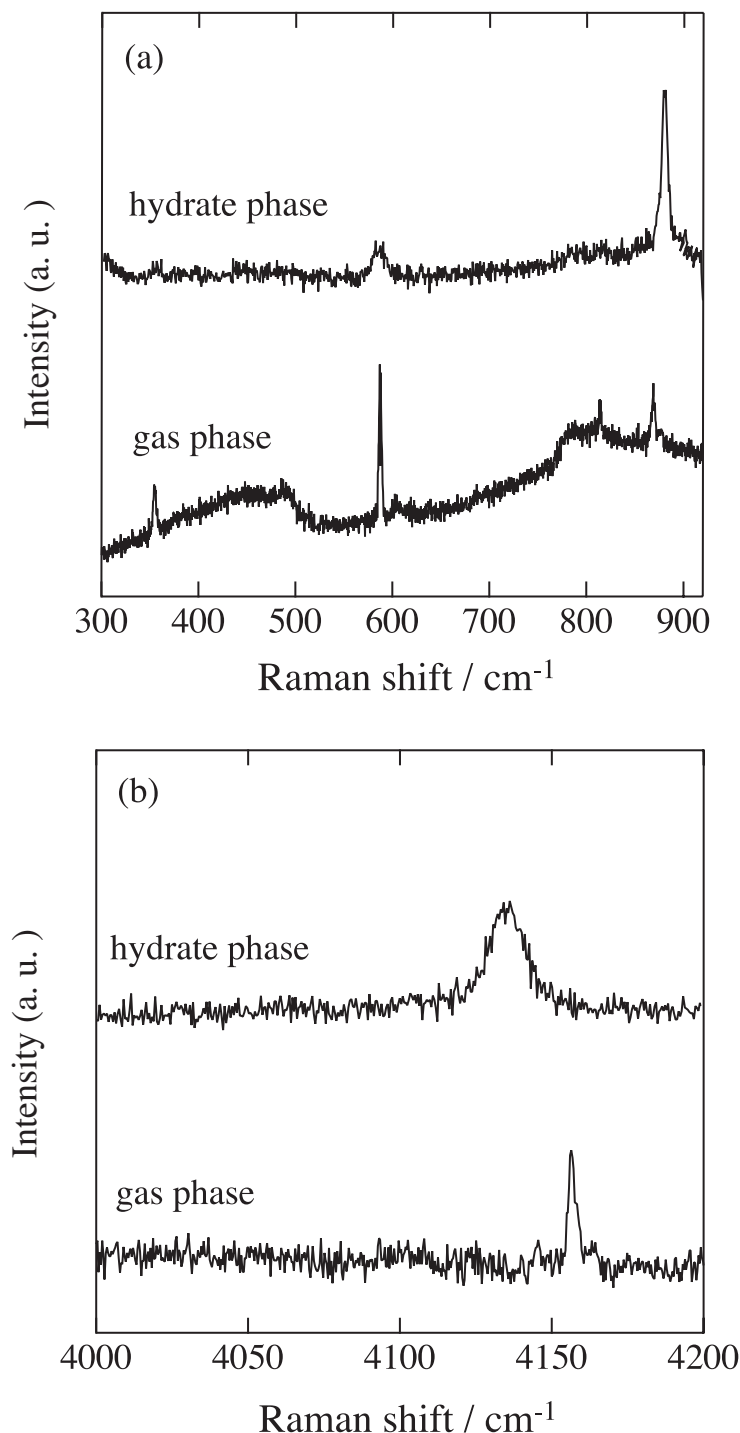 (a)
hydrate phase
gas phase
Intensity (a. u. )
300 400 500 600 700 800 900
Raman shift / cm-1
(b)
hydrate phase
gas phase
Intensity (a. u. )
4000 4050 4100 4150 4200
Raman shift / cm-1